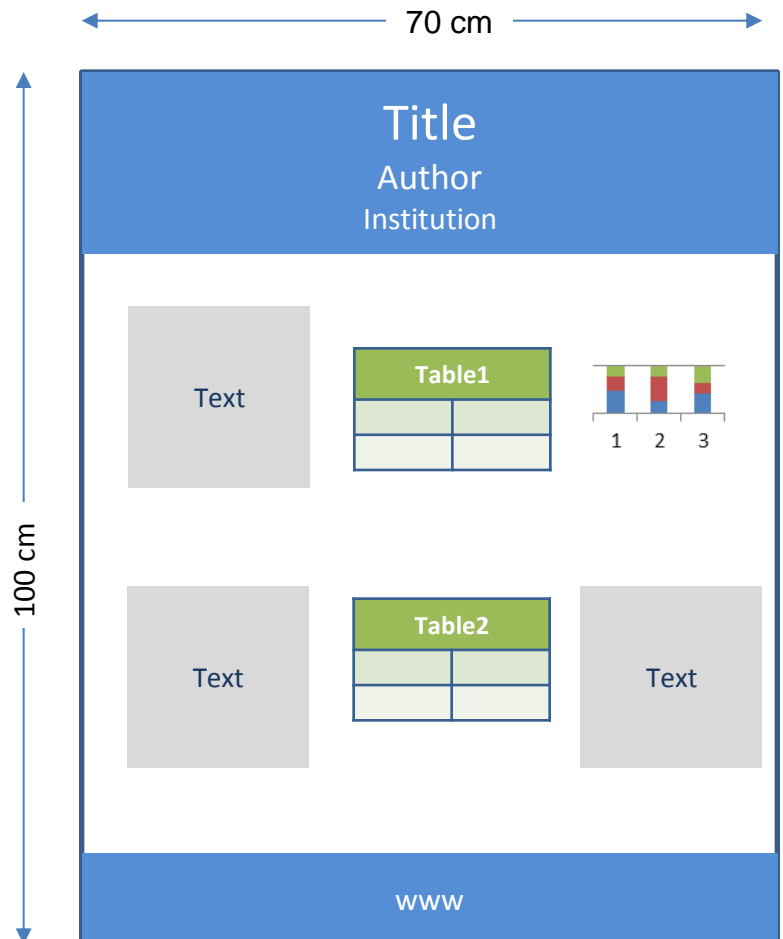 70 cm
100 cm
Title
Author
Institution
Text
Table1
1 2 3
Text
Table2
Text
www